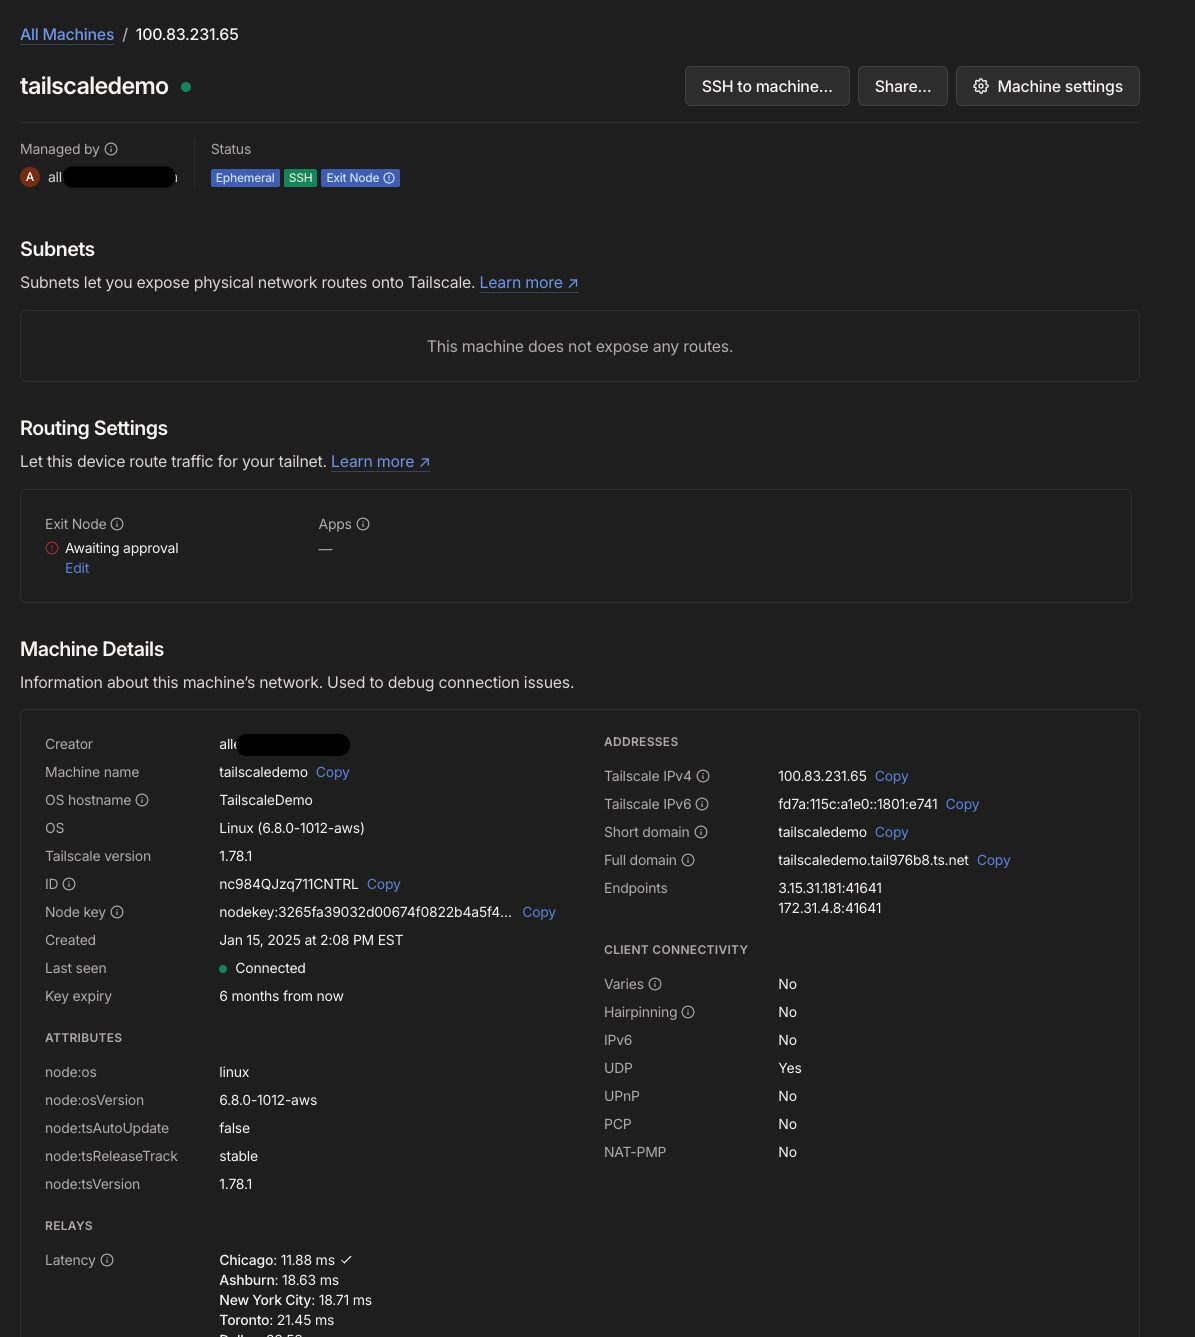 All Machines / 100.83.231.65
tailscaledemo
SSH to machine...
Share...
Machine settings
Managed by
A all
Status
Ephemeral SSH Exit Node
Subnets
Subnets let you expose physical network routes onto Tailscale. Learn more ↗
This machine does not expose any routes.
Routing Settings
Let this device route traffic for your tailnet. Learn more ↗
Exit Node
Awaiting approval
Edit
Apps
—
Machine Details
Information about this machine’s network. Used to debug connection issues.
Creator alle
Machine name tailscaledemo Copy
OS hostname TailscaleDemo
OS Linux (6.8.0-1012-aws)
Tailscale version 1.78.1
ID nc984QJzq711CNTRL Copy
Node key nodekey:3265fa39032d00674f0822b4a5f4... Copy
Created Jan 15, 2025 at 2:08 PM EST
Last seen Connected
Key expiry 6 months from now
ATTRIBUTES
node:os linux
node:osVersion 6.8.0-1012-aws
node:tsAutoUpdate false
node:tsReleaseTrack stable
node:tsVersion 1.78.1
RELAYS
Latency Chicago: 11.88 ms ✓
Ashburn: 18.63 ms
New York City: 18.71 ms
Toronto: 21.45 ms
ADDRESSES
Tailscale IPv4 100.83.231.65 Copy
Tailscale IPv6 fd7a:115c:a1e0::1801:e741 Copy
Short domain tailscaledemo Copy
Full domain tailscaledemo.tail976b8.ts.net Copy
Endpoints 3.15.31.181:41641
172.31.4.8:41641
CLIENT CONNECTIVITY
Varies No
Hairpinning No
IPv6 No
UDP Yes
UPnP No
PCP No
NAT-PMP No